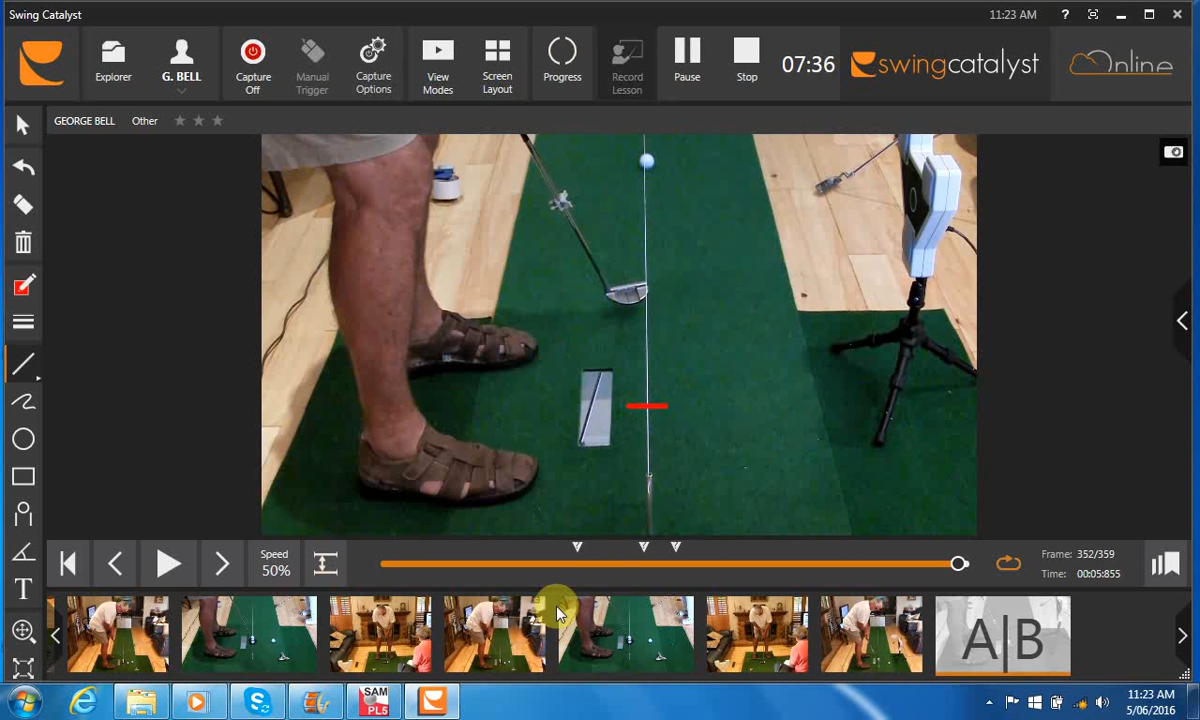 Swing Catalyst
11:23 AM
?
Explorer
G. BELL
Capture
Off
Manual
Trigger
Capture
Options
View
Modes
Screen
Layout
Progress
Record
Lesson
Pause
Stop
07:36
swingcatalyst
Online
GEORGE BELL
Other
T
Speed
50%
Frame: 352/359
Time: 00:05:855
A|B
SAM
PL5
11:23 AM
5/06/2016